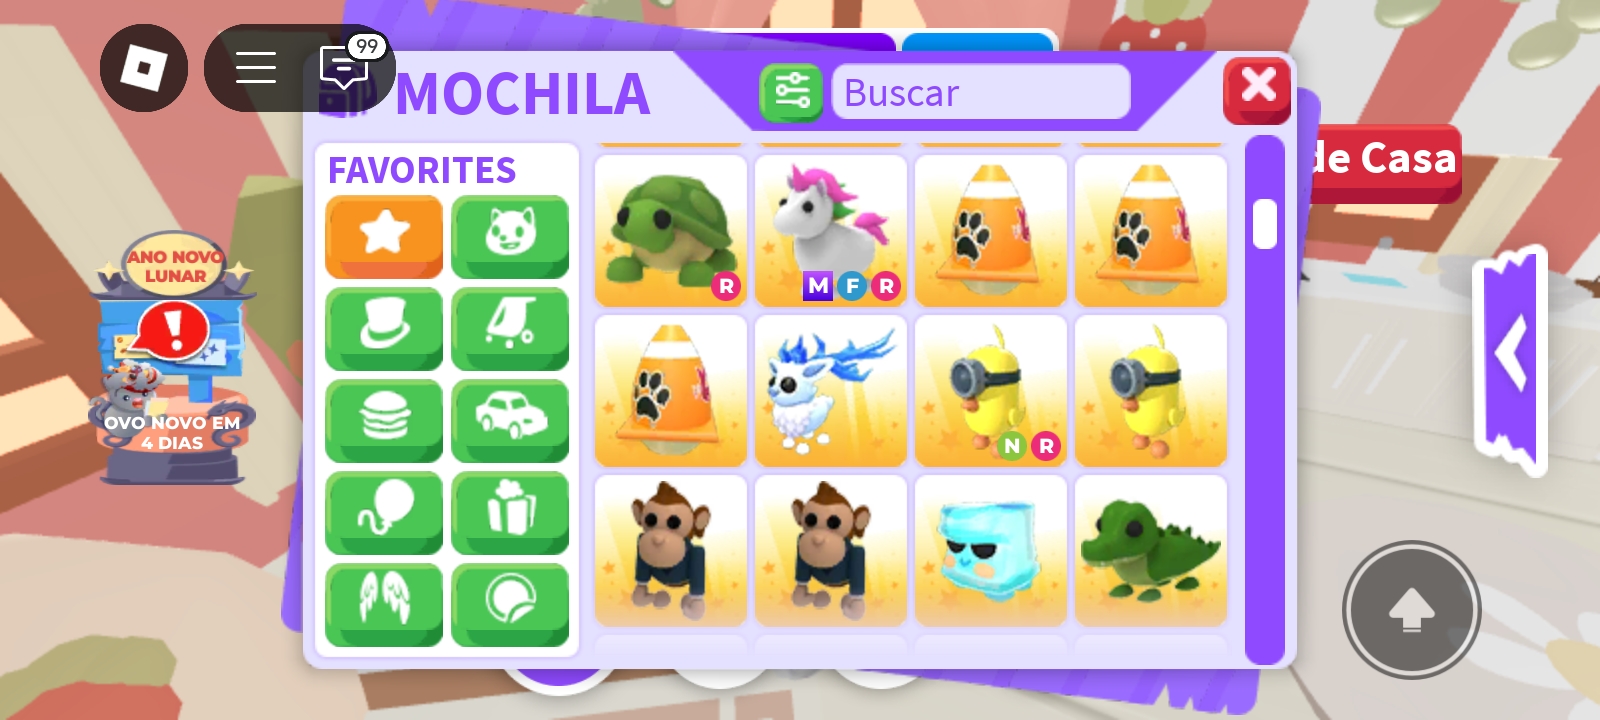 99
MOCHILA
Buscar
de Casa
FAVORITES
ANO NOVO
LUNAR
!
OVO NOVO EM
4 DIAS
R
M F R
N R